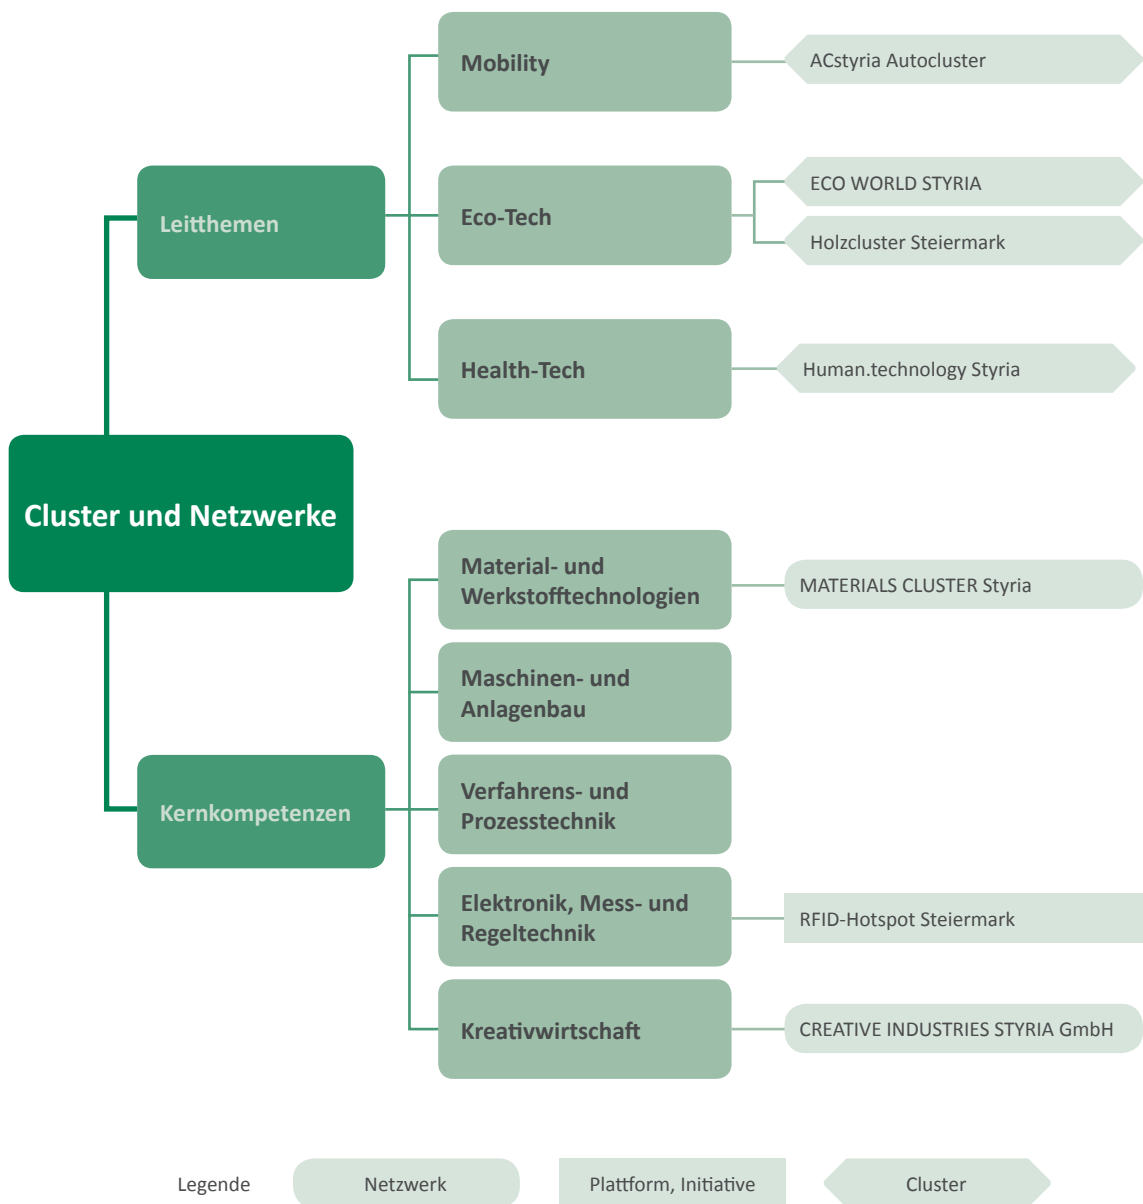 Cluster und Netzwerke
Leitthemen
Mobility
ACstyria Autocluster
Eco-Tech
ECO WORLD STYRIA
Holzcluster Steiermark
Health-Tech
Human.technology Styria
Kernkompetenzen
Material- und
Werkstofftechnologien
MATERIALS CLUSTER Styria
Maschinen- und
Anlagenbau
Verfahrens- und
Prozesstechnik
Elektronik, Mess- und
Regeltechnik
RFID-Hotspot Steiermark
Kreativwirtschaft
CREATIVE INDUSTRIES STYRIA GmbH
Legende
Netzwerk
Plattform, Initiative
Cluster